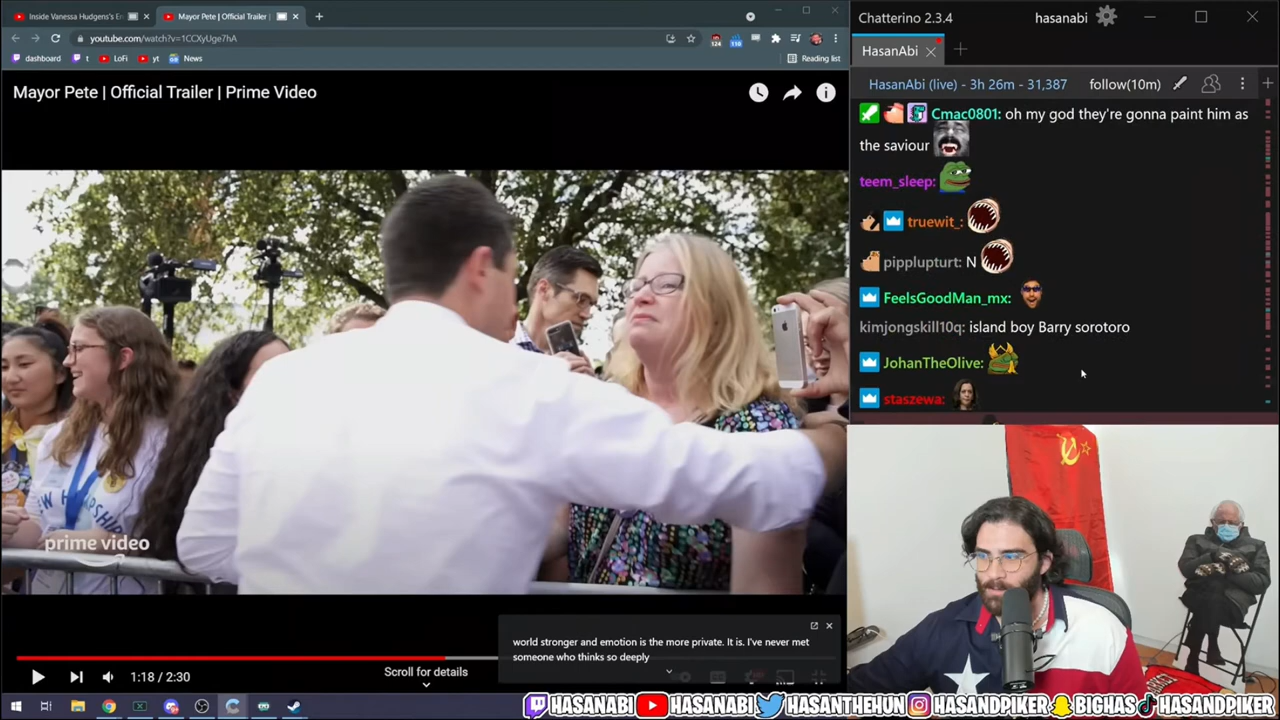 Inside Vanessa Hudgens's En
Mayor Pete | Official Trailer |
youtube.com/watch?v=1CCXyUge7hA
124
110
dashboard
t
LoFi
yt
News
Reading list
Mayor Pete | Official Trailer | Prime Video
prime video
world stronger and emotion is the more private. It is. I've never met
someone who thinks so deeply
1:18 / 2:30
Scroll for details
Chatterino 2.3.4
hasanabi
HasanAbi
HasanAbi (live) - 3h 26m - 31,387
follow(10m)
Cmac0801: oh my god they're gonna paint him as
the saviour
teem_sleep:
truewit_:
pipplupturt: N
FeelsGoodMan_mx:
kimjongskill10q: island boy Barry sorotoro
JohanTheOlive:
staszewa:
HASANABI
HASANABI
HASANTHEHUN
HASANDPIKER
BIGHAS
HASANDPIKER